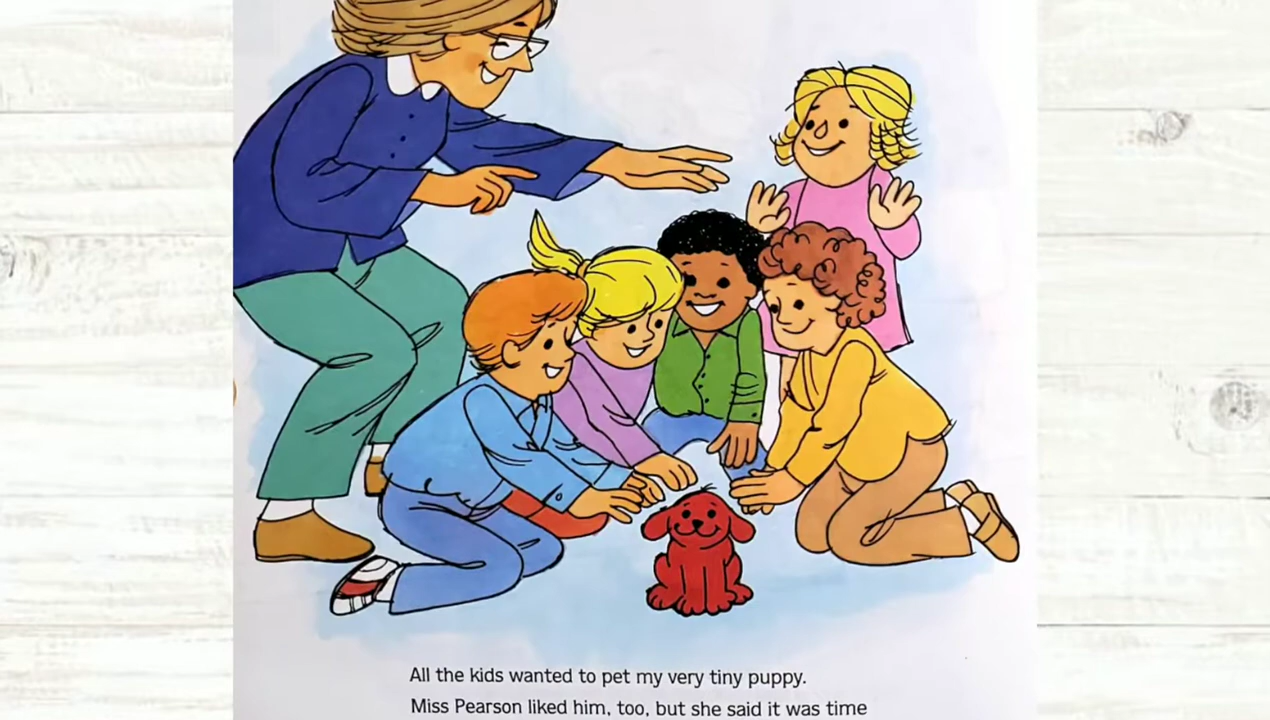 All the kids wanted to pet my very tiny puppy.
Miss Pearson liked him, too, but she said it was time